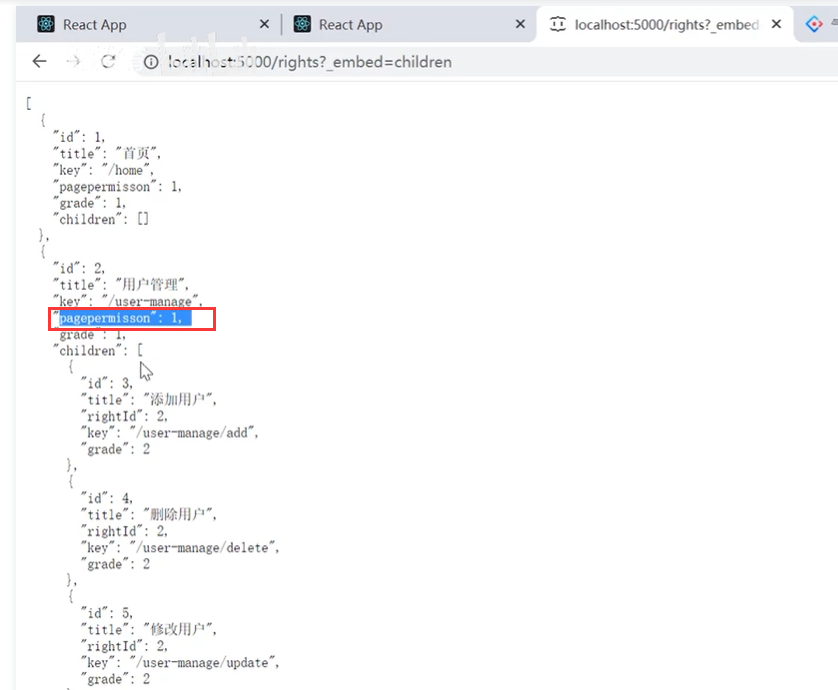 React App
React App
localhost:5000/rights?_embed
localhost:5000/rights?_embed=children
[
{
"id": 1,
"title": "首页",
"key": "/home",
"pagepermisson": 1,
"grade": 1,
"children": []
},
{
"id": 2,
"title": "用户管理",
"key": "/user-manage",
"pagepermisson": 1,
"grade": 1,
"children": [
{
"id": 3,
"title": "添加用户",
"rightId": 2,
"key": "/user-manage/add",
"grade": 2
},
{
"id": 4,
"title": "删除用户",
"rightId": 2,
"key": "/user-manage/delete",
"grade": 2
},
{
"id": 5,
"title": "修改用户",
"rightId": 2,
"key": "/user-manage/update",
"grade": 2